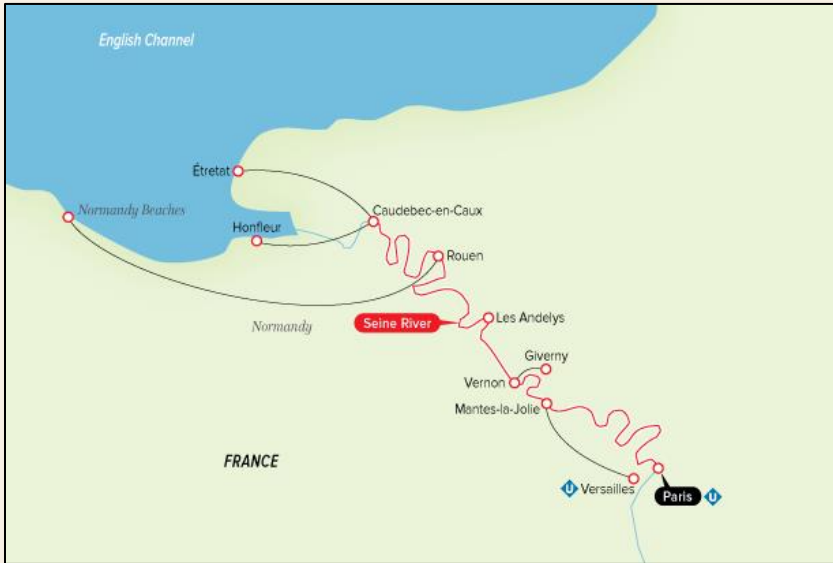 English Channel
Étretat
Caudebec-en-Caux
Normandy Beaches
Honfleur
Rouen
Les Andelys
Seine River
Normandy
Giverny
Vernon
Mantes-la-Jolie
FRANCE
U Versailles
Paris U